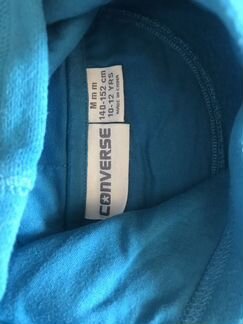 M m m
140-152 cm
10-12 YRS
MADE IN CHINA
CONVERSE